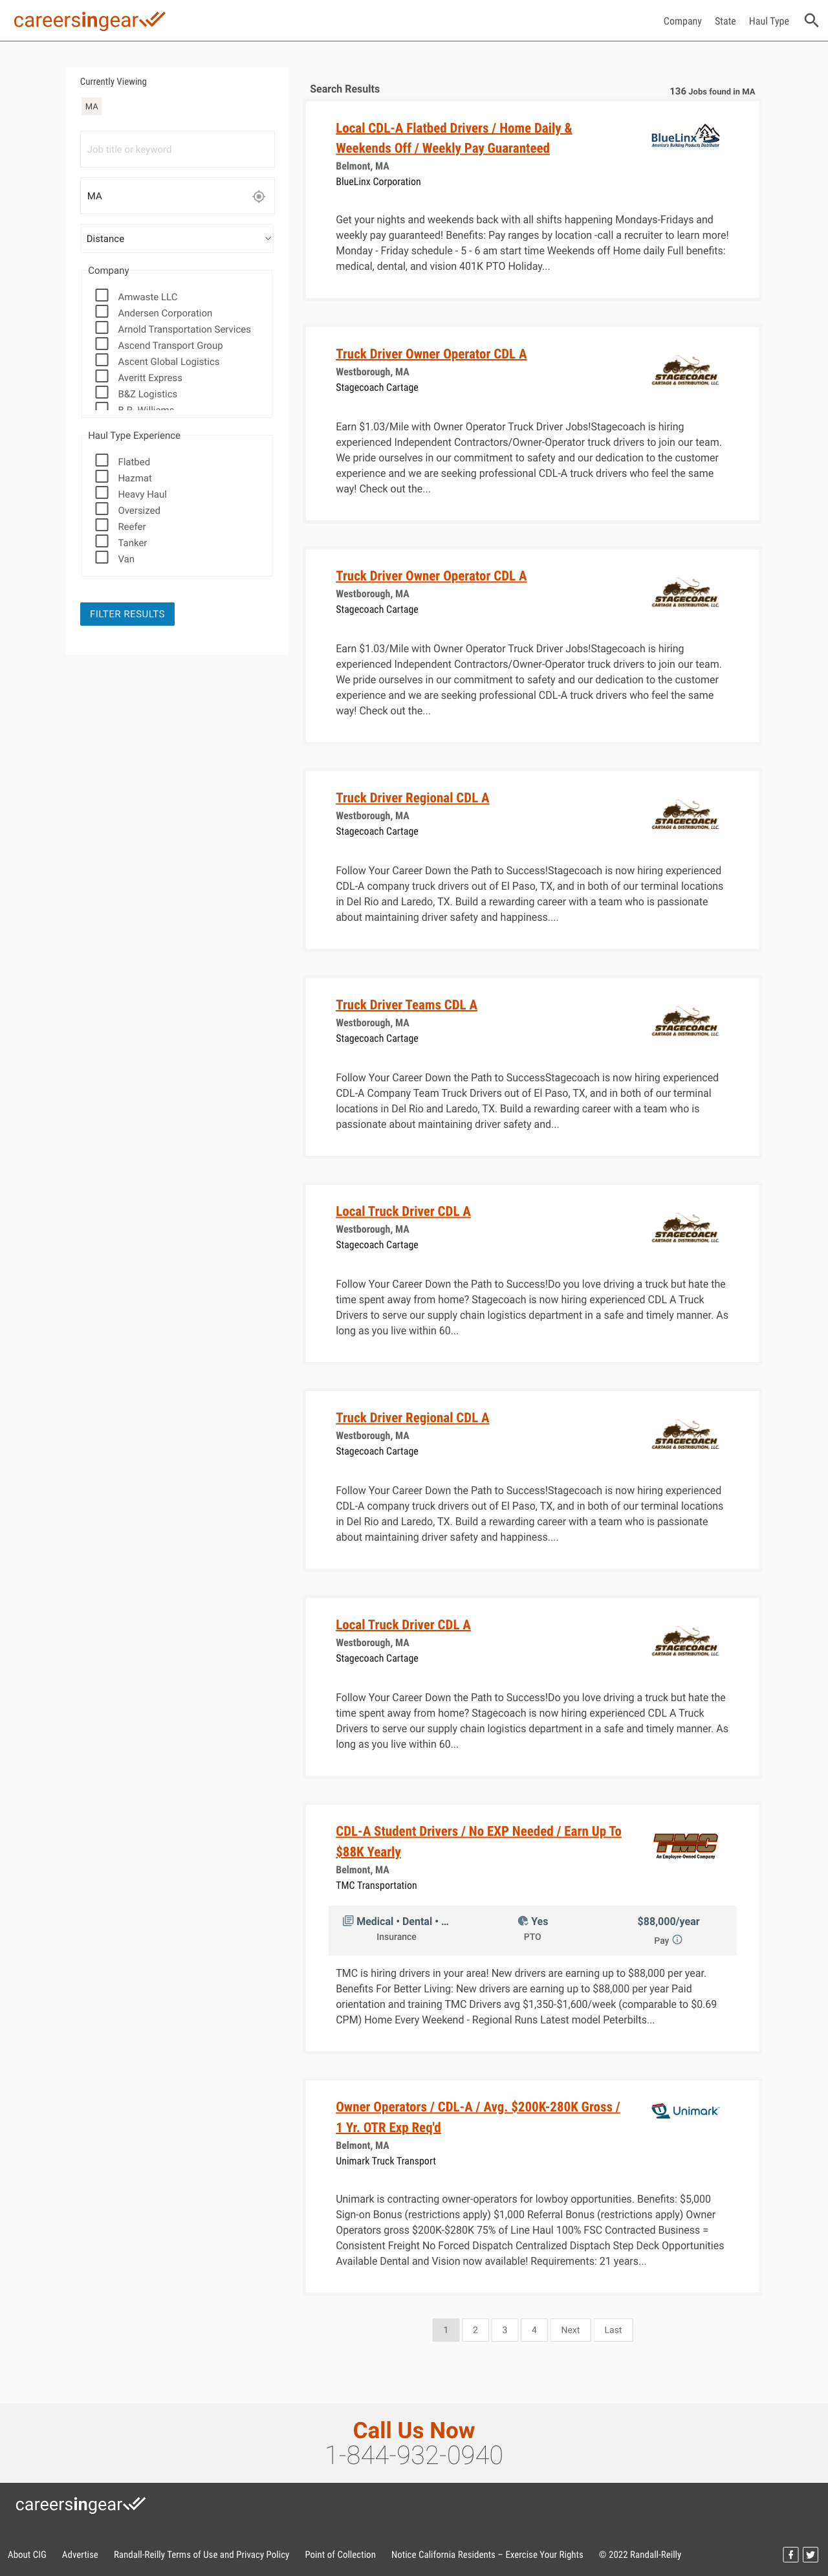 careersingear
Company State Haul Type
Currently Viewing
MA
Job title or keyword
MA
Distance
Company
Amwaste LLC
Andersen Corporation
Arnold Transportation Services
Ascend Transport Group
Ascent Global Logistics
Averitt Express
B&Z Logistics
B.R. Williams
Haul Type Experience
Flatbed
Hazmat
Heavy Haul
Oversized
Reefer
Tanker
Van
FILTER RESULTS
Search Results
136 Jobs found in MA
Local CDL-A Flatbed Drivers / Home Daily &
Weekends Off / Weekly Pay Guaranteed
Belmont, MA
BlueLinx Corporation
BlueLinx
America's Building Products Distributor
Get your nights and weekends back with all shifts happening Mondays-Fridays and
weekly pay guaranteed! Benefits: Pay ranges by location -call a recruiter to learn more!
Monday - Friday schedule - 5 - 6 am start time Weekends off Home daily Full benefits:
medical, dental, and vision 401K PTO Holiday...
Truck Driver Owner Operator CDL A
Westborough, MA
Stagecoach Cartage
STAGECOACH
CARTAGE & DISTRIBUTION, LLC.
Earn $1.03/Mile with Owner Operator Truck Driver Jobs!Stagecoach is hiring
experienced Independent Contractors/Owner-Operator truck drivers to join our team.
We pride ourselves in our commitment to safety and our dedication to the customer
experience and we are seeking professional CDL-A truck drivers who feel the same
way! Check out the...
Truck Driver Owner Operator CDL A
Westborough, MA
Stagecoach Cartage
STAGECOACH
CARTAGE & DISTRIBUTION, LLC.
Earn $1.03/Mile with Owner Operator Truck Driver Jobs!Stagecoach is hiring
experienced Independent Contractors/Owner-Operator truck drivers to join our team.
We pride ourselves in our commitment to safety and our dedication to the customer
experience and we are seeking professional CDL-A truck drivers who feel the same
way! Check out the...
Truck Driver Regional CDL A
Westborough, MA
Stagecoach Cartage
STAGECOACH
CARTAGE & DISTRIBUTION, LLC.
Follow Your Career Down the Path to Success!Stagecoach is now hiring experienced
CDL-A company truck drivers out of El Paso, TX, and in both of our terminal locations
in Del Rio and Laredo, TX. Build a rewarding career with a team who is passionate
about maintaining driver safety and happiness....
Truck Driver Teams CDL A
Westborough, MA
Stagecoach Cartage
STAGECOACH
CARTAGE & DISTRIBUTION, LLC.
Follow Your Career Down the Path to SuccessStagecoach is now hiring experienced
CDL-A Company Team Truck Drivers out of El Paso, TX, and in both of our terminal
locations in Del Rio and Laredo, TX. Build a rewarding career with a team who is
passionate about maintaining driver safety and...
Local Truck Driver CDL A
Westborough, MA
Stagecoach Cartage
STAGECOACH
CARTAGE & DISTRIBUTION, LLC.
Follow Your Career Down the Path to Success!Do you love driving a truck but hate the
time spent away from home? Stagecoach is now hiring experienced CDL A Truck
Drivers to serve our supply chain logistics department in a safe and timely manner. As
long as you live within 60...
Truck Driver Regional CDL A
Westborough, MA
Stagecoach Cartage
STAGECOACH
CARTAGE & DISTRIBUTION, LLC.
Follow Your Career Down the Path to Success!Stagecoach is now hiring experienced
CDL-A company truck drivers out of El Paso, TX, and in both of our terminal locations
in Del Rio and Laredo, TX. Build a rewarding career with a team who is passionate
about maintaining driver safety and happiness....
Local Truck Driver CDL A
Westborough, MA
Stagecoach Cartage
STAGECOACH
CARTAGE & DISTRIBUTION, LLC.
Follow Your Career Down the Path to Success!Do you love driving a truck but hate the
time spent away from home? Stagecoach is now hiring experienced CDL A Truck
Drivers to serve our supply chain logistics department in a safe and timely manner. As
long as you live within 60...
CDL-A Student Drivers / No EXP Needed / Earn Up To
$88K Yearly
Belmont, MA
TMC Transportation
TMC
An Employee-Owned Company
Medical • Dental • ... Yes $88,000/year
Insurance PTO Pay
TMC is hiring drivers in your area! New drivers are earning up to $88,000 per year.
Benefits For Better Living: New drivers are earning up to $88,000 per year Paid
orientation and training TMC Drivers avg $1,350-$1,600/week (comparable to $0.69
CPM) Home Every Weekend - Regional Runs Latest model Peterbilts...
Owner Operators / CDL-A / Avg. $200K-280K Gross /
1 Yr. OTR Exp Req'd
Belmont, MA
Unimark Truck Transport
Unimark
Unimark is contracting owner-operators for lowboy opportunities. Benefits: $5,000
Sign-on Bonus (restrictions apply) $1,000 Referral Bonus (restrictions apply) Owner
Operators gross $200K-$280K 75% of Line Haul 100% FSC Contracted Business =
Consistent Freight No Forced Dispatch Centralized Disptach Step Deck Opportunities
Available Dental and Vision now available! Requirements: 21 years...
1 2 3 4 Next Last
Call Us Now
1-844-932-0940
careersingear
About CIG Advertise Randall-Reilly Terms of Use and Privacy Policy Point of Collection Notice California Residents – Exercise Your Rights © 2022 Randall-Reilly